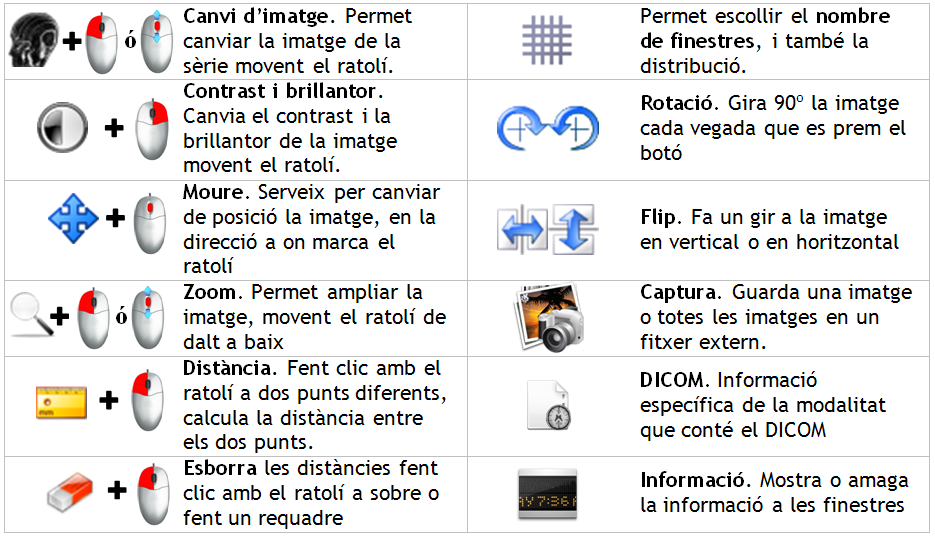 ó
Canvi d’imatge. Permet
canviar la imatge de la
sèrie movent el ratolí.
Permet escollir el nombre
de finestres, i també la
distribució.
Contrast i brillantor.
Canvia el contrast i la
brillantor de la imatge
movent el ratolí.
Rotació. Gira 90º la imatge
cada vegada que es prem el
botó
Moure. Serveix per canviar
de posició la imatge, en la
direcció a on marca el
ratolí
Flip. Fa un gir a la imatge
en vertical o en horitzontal
ó
Zoom. Permet ampliar la
imatge, movent el ratolí de
dalt a baix
Captura. Guarda una imatge
o totes les imatges en un
fitxer extern.
mm
Distància. Fent clic amb el
ratolí a dos punts diferents,
calcula la distància entre
els dos punts.
DICOM. Informació
específica de la modalitat
que conté el DICOM
Esborra les distàncies fent
clic amb el ratolí a sobre o
fent un requadre
AY 7:36A
Informació. Mostra o amaga
la informació a les finestres